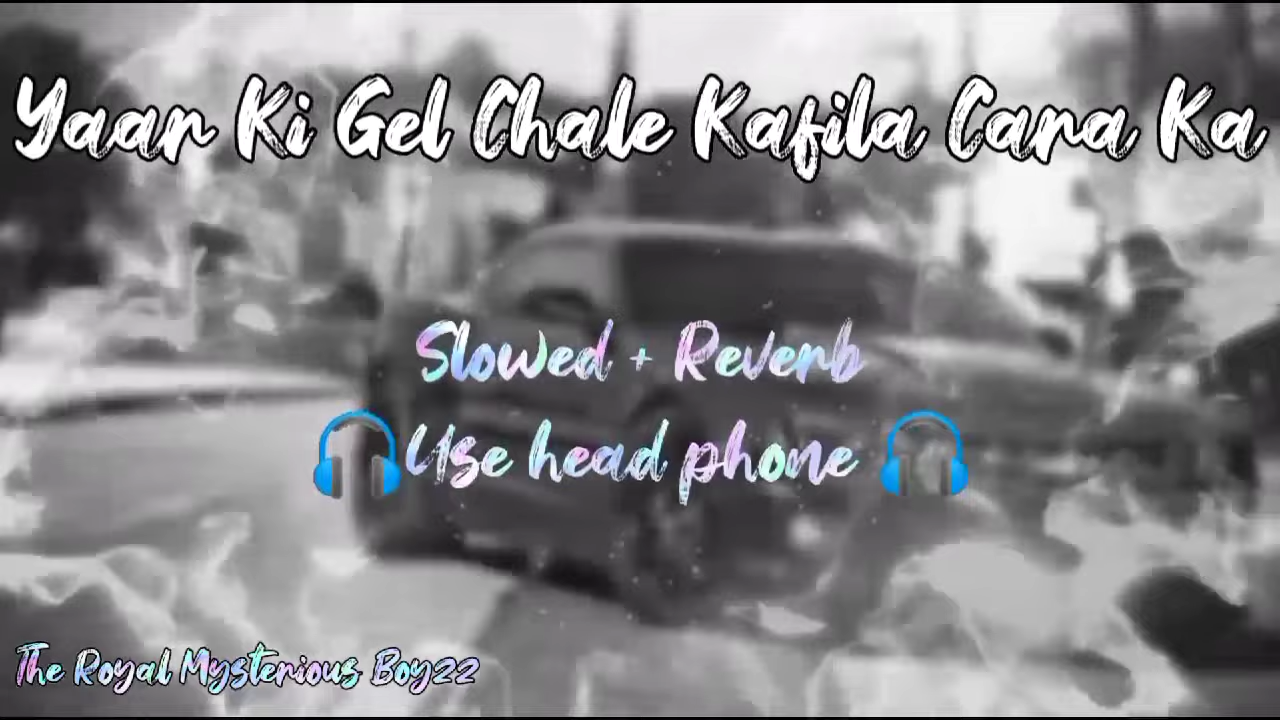 Yaar Ki Gel Chale Kafila Cara Ka
Slowed + Reverb
🎧Use head phone 🎧
The Royal Mysterious Boy22